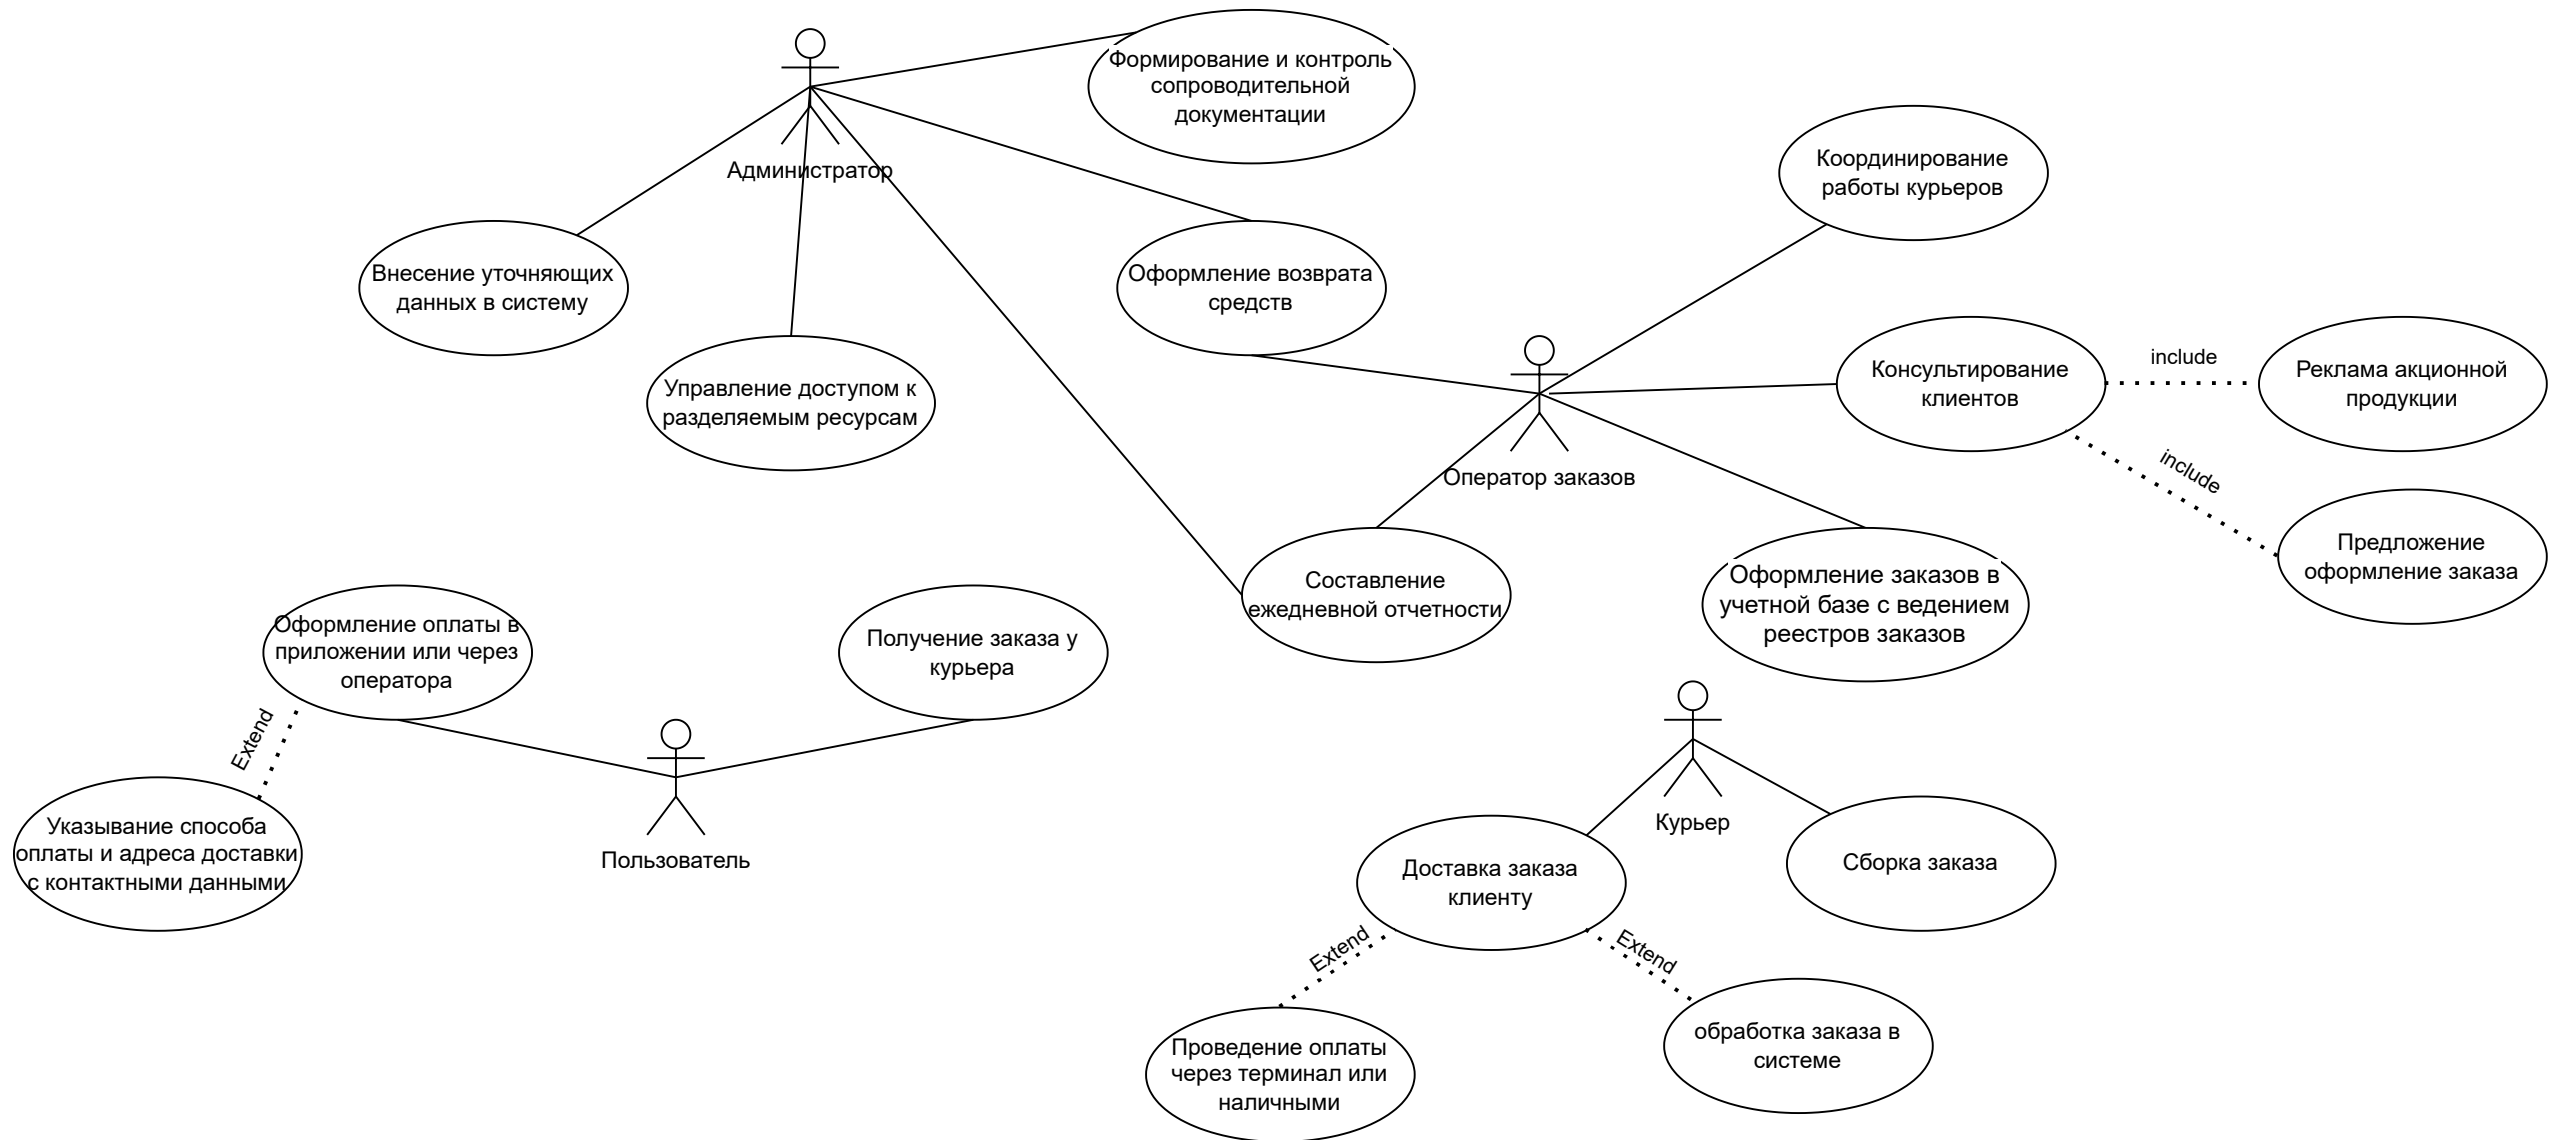 Формирование и контроль
сопроводительной
документации
Администратор
Координирование
работы курьеров
Внесение уточняющих
данных в систему
Оформление возврата
средств
Управление доступом к
разделяемым ресурсам
Консультирование
клиентов
include
Реклама акционной
продукции
include
Оператор заказов
Предложение
оформление заказа
Составление
ежедневной отчетности
Оформление заказов в
учетной базе с ведением
реестров заказов
Оформление оплаты в
приложении или через
оператора
Получение заказа у
курьера
Extend
Указывание способа
оплаты и адреса доставки
с контактными данными
Пользователь
Курьер
Доставка заказа
клиенту
Сборка заказа
Extend
Extend
Проведение оплаты
через терминал или
наличными
обработка заказа в
системе